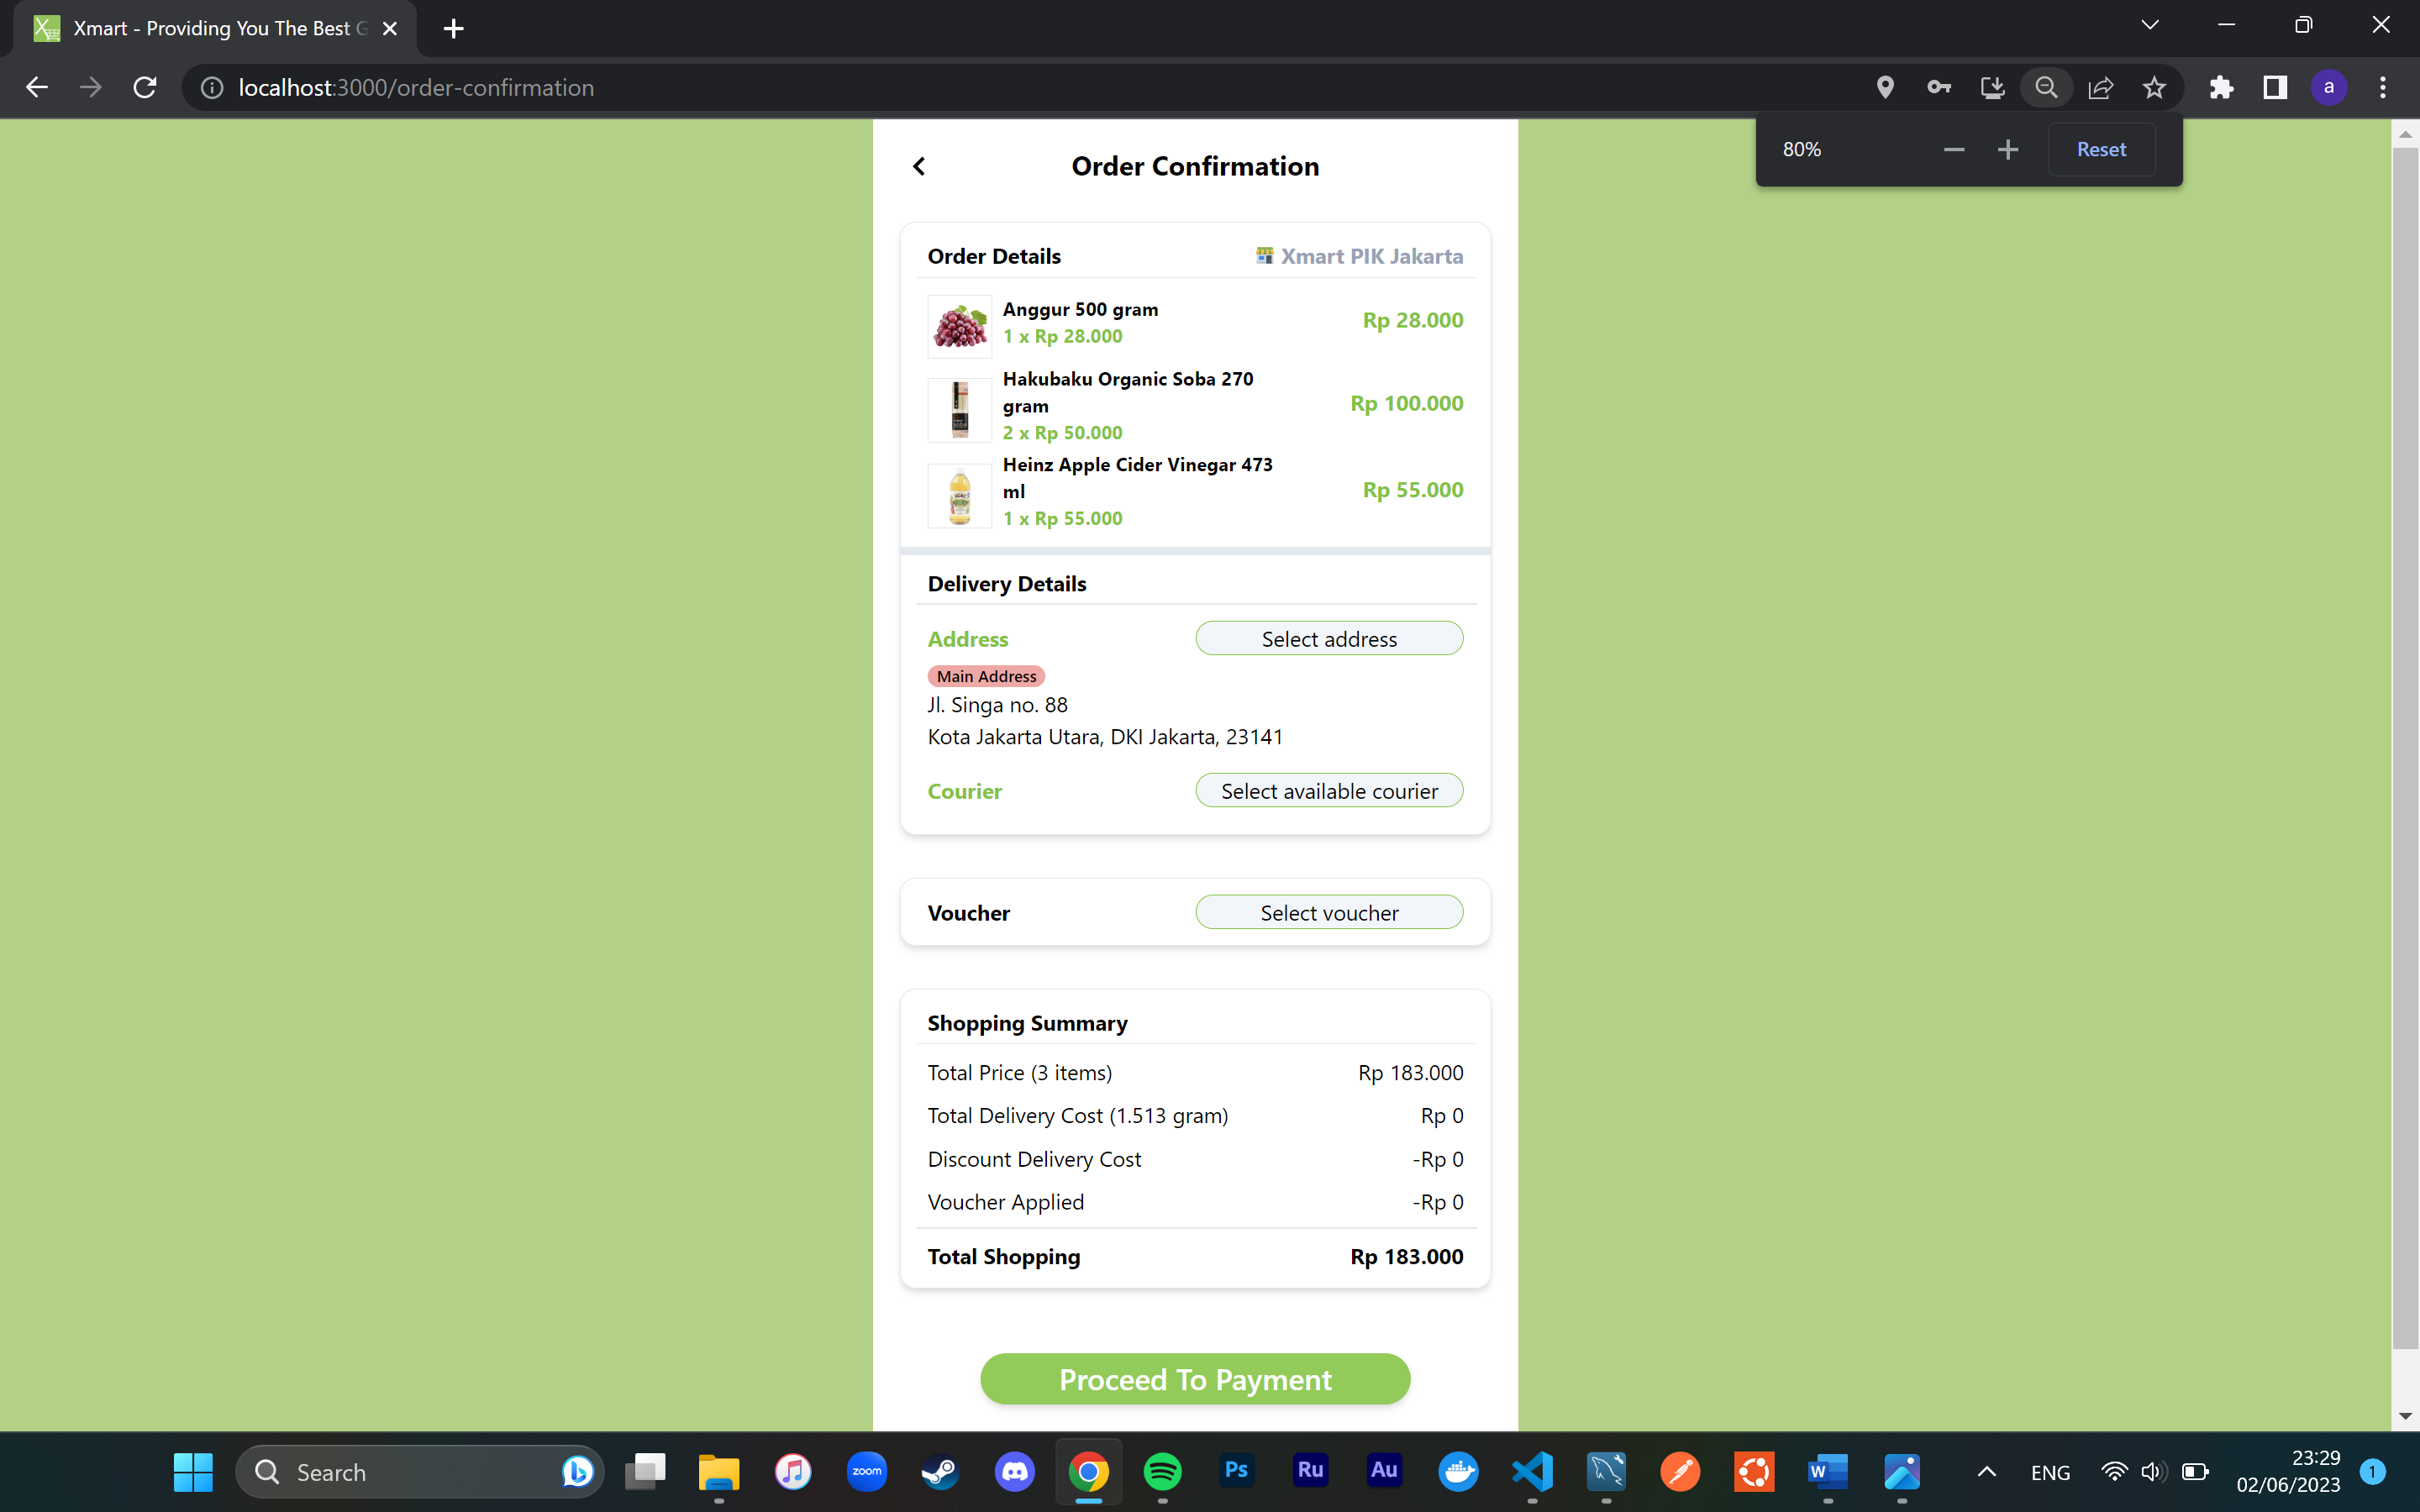 Xmart - Providing You The Best G
localhost:3000/order-confirmation
a
80%
Reset
Order Confirmation
Order Details
Xmart PIK Jakarta
Anggur 500 gram
1 x Rp 28.000
Rp 28.000
Hakubaku Organic Soba 270
gram
2 x Rp 50.000
Rp 100.000
Heinz Apple Cider Vinegar 473
ml
1 x Rp 55.000
Rp 55.000
Delivery Details
Address
Select address
Main Address
Jl. Singa no. 88
Kota Jakarta Utara, DKI Jakarta, 23141
Courier
Select available courier
Voucher
Select voucher
Shopping Summary
Total Price (3 items)
Rp 183.000
Total Delivery Cost (1.513 gram)
Rp 0
Discount Delivery Cost
-Rp 0
Voucher Applied
-Rp 0
Total Shopping
Rp 183.000
Proceed To Payment
Search
zoom
Ps
Ru
Au
W
ENG
23:29
02/06/2023
1